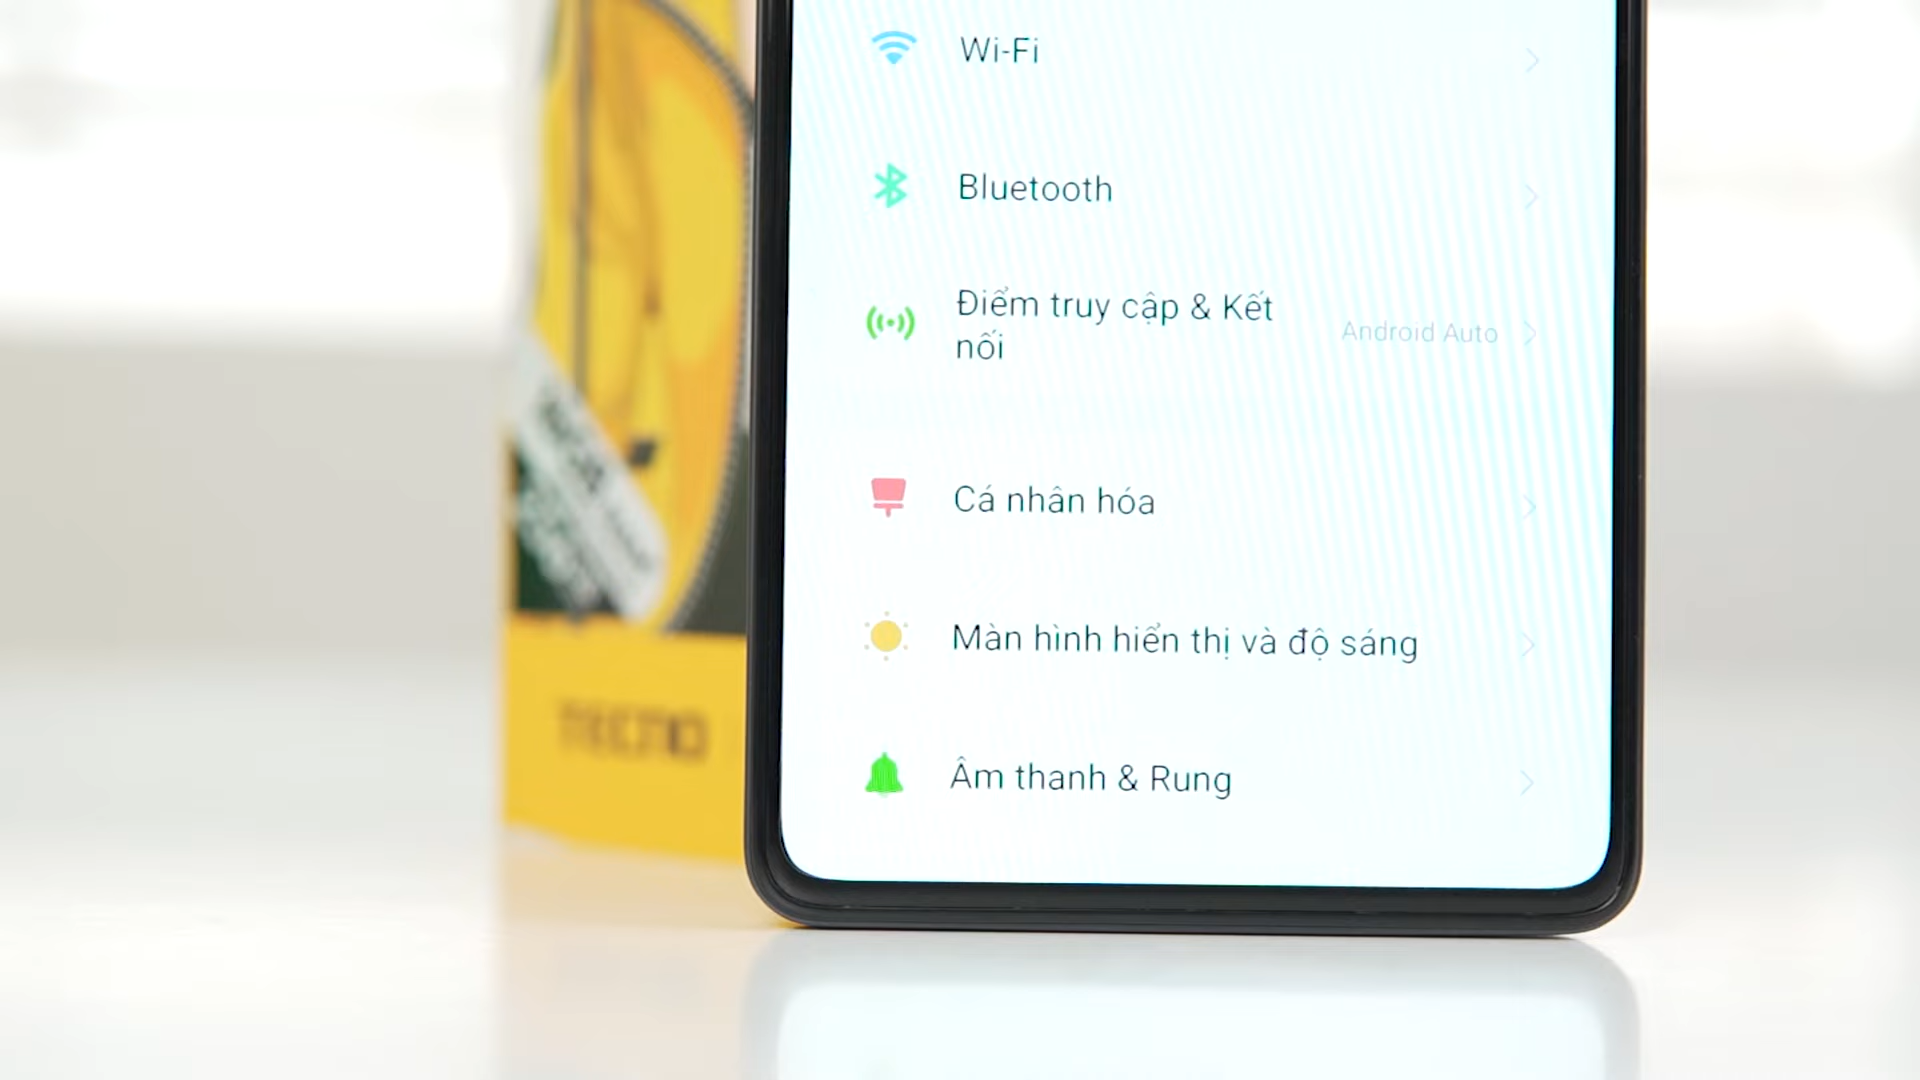 Wi-Fi
Bluetooth
Điểm truy cập & Kết
nối
Android Auto
Cá nhân hóa
Màn hình hiển thị và độ sáng
Âm thanh & Rung
TECNO